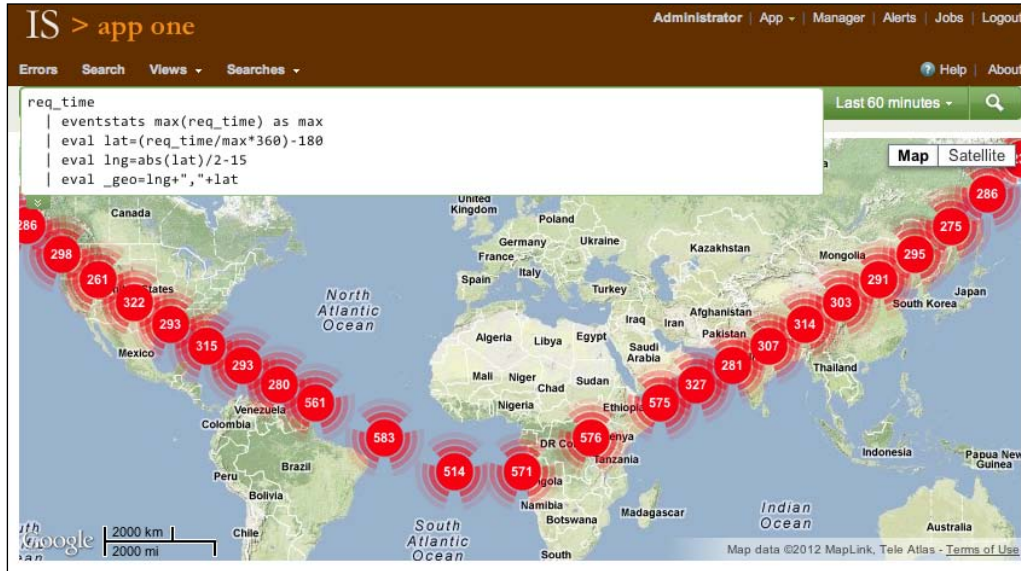 IS > app one
Administrator | App | Manager | Alerts | Jobs | Logout
Errors Search Views Searches
Help | About
req_time
| eventstats max(req_time) as max
| eval lat=(req_time/max*360)-180
| eval lng=abs(lat)/2-15
| eval _geo=lng+","+lat
Last 60 minutes
Map Satellite
286
Canada
United
Kingdom
Poland
286
Germany
Ukraine
275
298
France
Kazakhstan
Mongolia
295
261
States
Spain
Italy
Turkey
291
Japan
322
North
Atlantic
Ocean
303
South Korea
293
Algeria
Libya
Egypt
Iraq
Iran
Afghanistan
Pakistan
314
Mexico
315
Saudi
Arabia
307
293
281
Thailand
280
Mali
Niger
Chad
Sudan
327
Venezuela
561
Nigeria
Ethiopia
575
Colombia
583
DR Co
576
enya
Indonesia
Papua New
Guinea
Peru
Brazil
514
571
Tanzania
gola
Bolivia
Namibia
Botswana
Madagascar
Indian
Ocean
Google
2000 km
2000 mi
Chile
South
Atlantic
Ocean
South
Australia
Map data ©2012 MapLink, Tele Atlas - Terms of Use